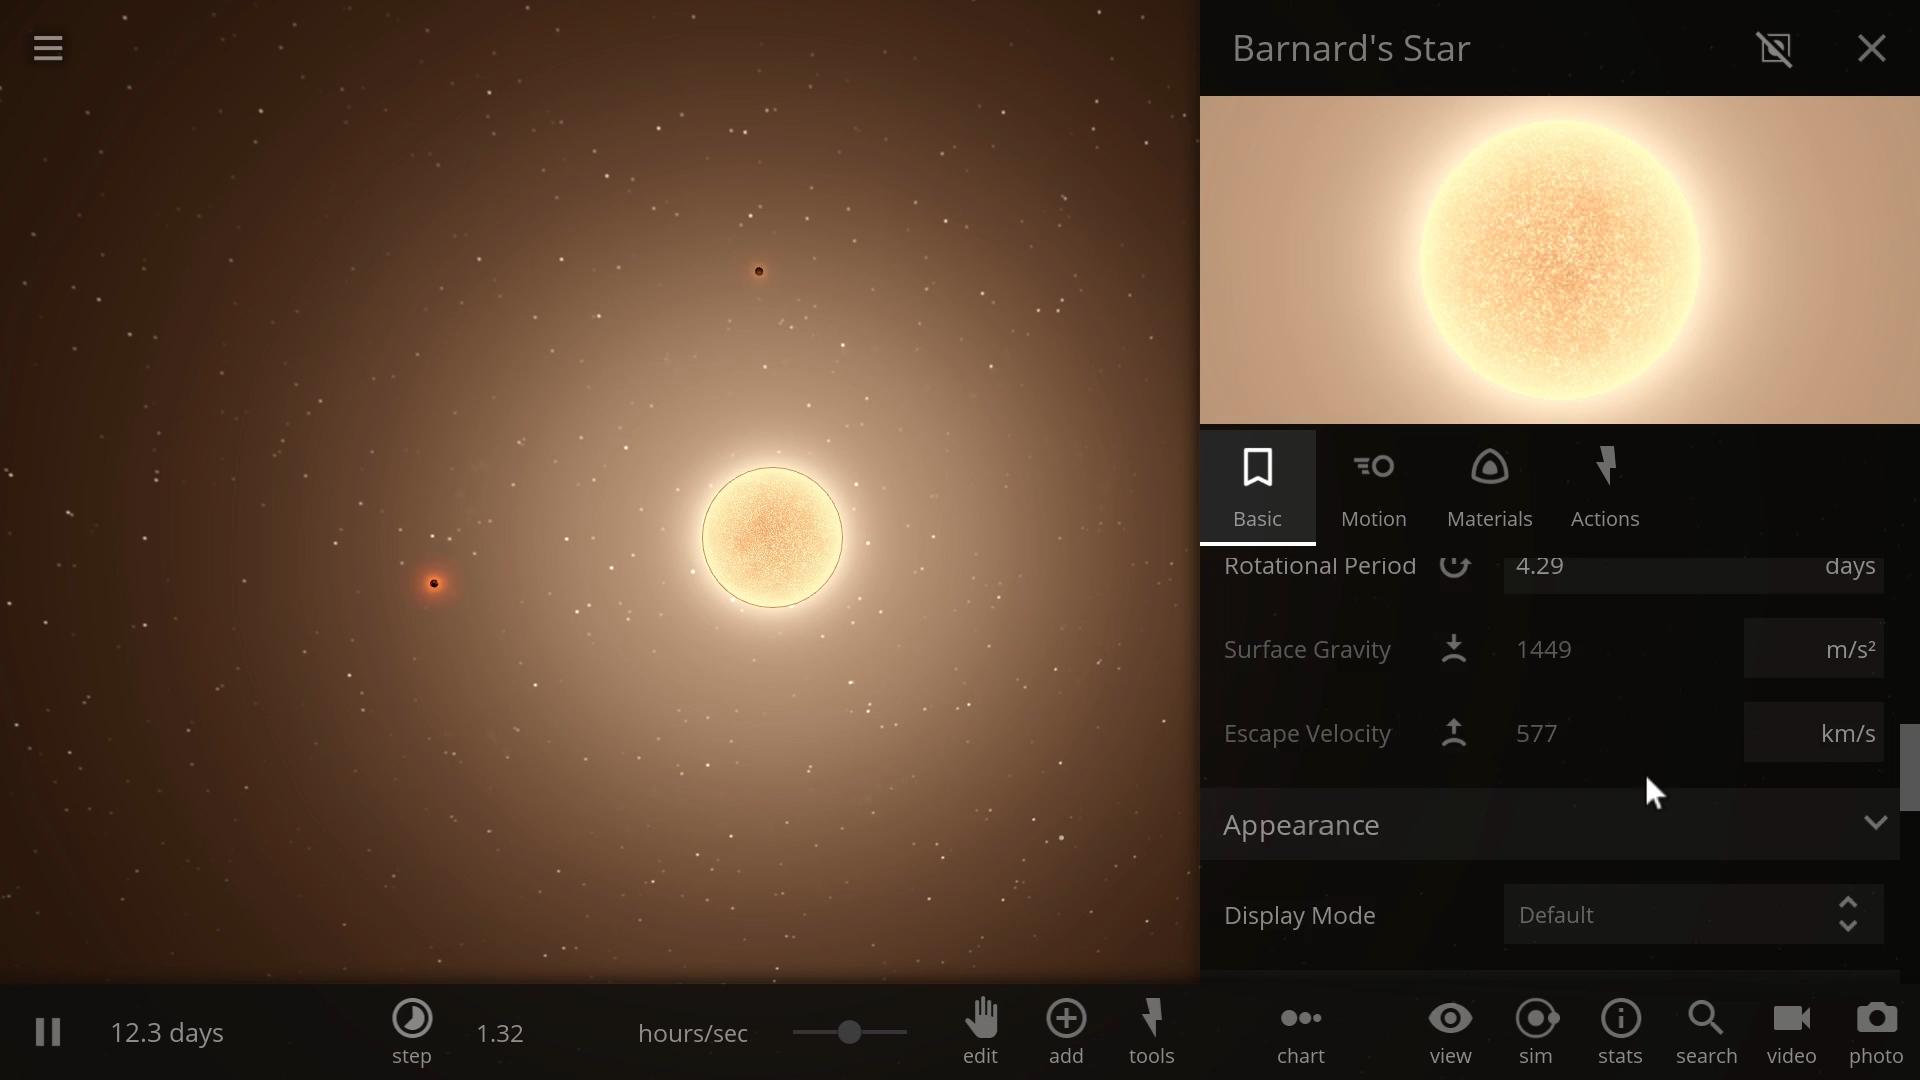 Barnard's Star
Basic
Motion
Materials
Actions
Rotational Period 4.29 days
Surface Gravity 1449 m/s²
Escape Velocity 577 km/s
Appearance
Display Mode Default
12.3 days
step
1.32 hours/sec
edit
add
tools
chart
view
sim
stats
search
video
photo